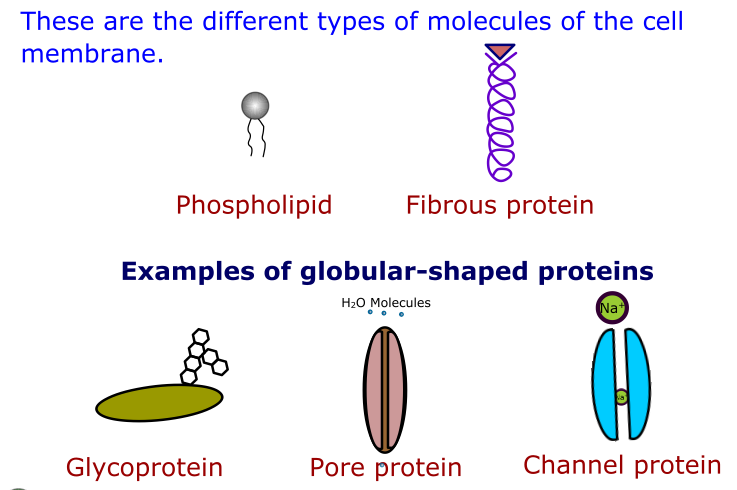 These are the different types of molecules of the cell
membrane.
Phospholipid
Fibrous protein
Examples of globular-shaped proteins
H₂O Molecules
Na⁺
Na⁺
Glycoprotein
Pore protein
Channel protein